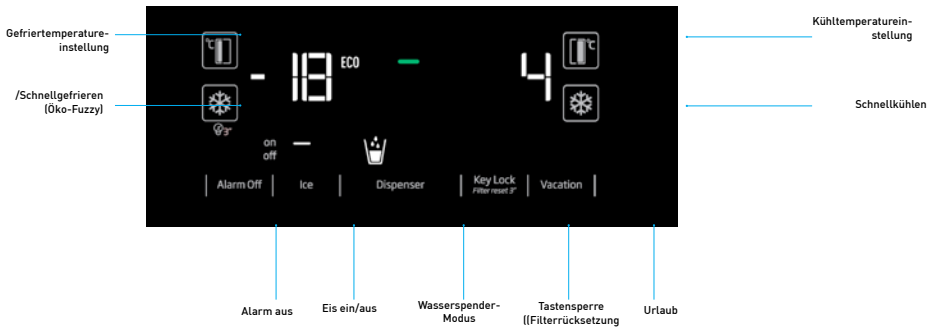 Gefriertemperature-
instellung
Kühltemperaturein-
stellung
°C
- 18
ECO
4
°C
/Schnellgefrieren
(Öko-Fuzzy)
Schnellkühlen
3"
on
off
Alarm Off
Ice
Dispenser
Key Lock
Filter reset 3"
Vacation
Alarm aus
Eis ein/aus
Wasserspender-
Modus
Tastensperre
((Filterrücksetzung
Urlaub